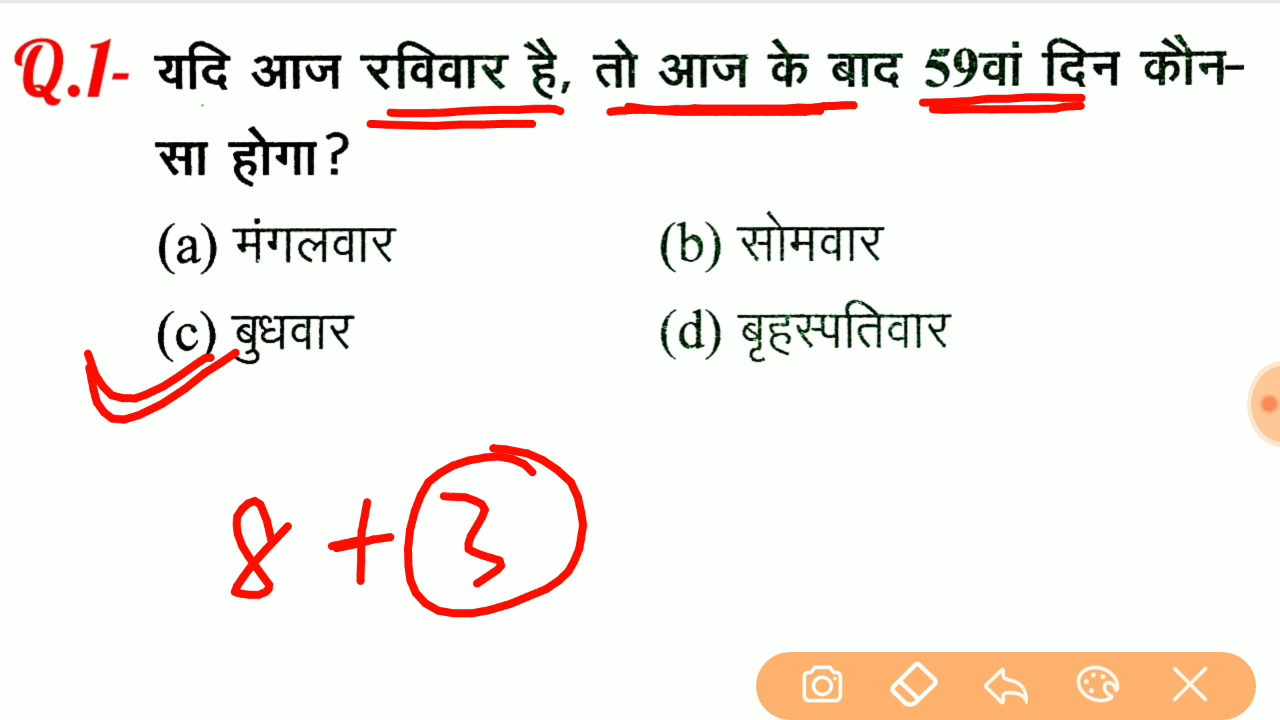 Q.1- यदि आज रविवार है, तो आज के बाद 59वां दिन कौन-
सा होगा?
(a) मंगलवार (b) सोमवार
(c) बुधवार (d) बृहस्पतिवार
8 + 3